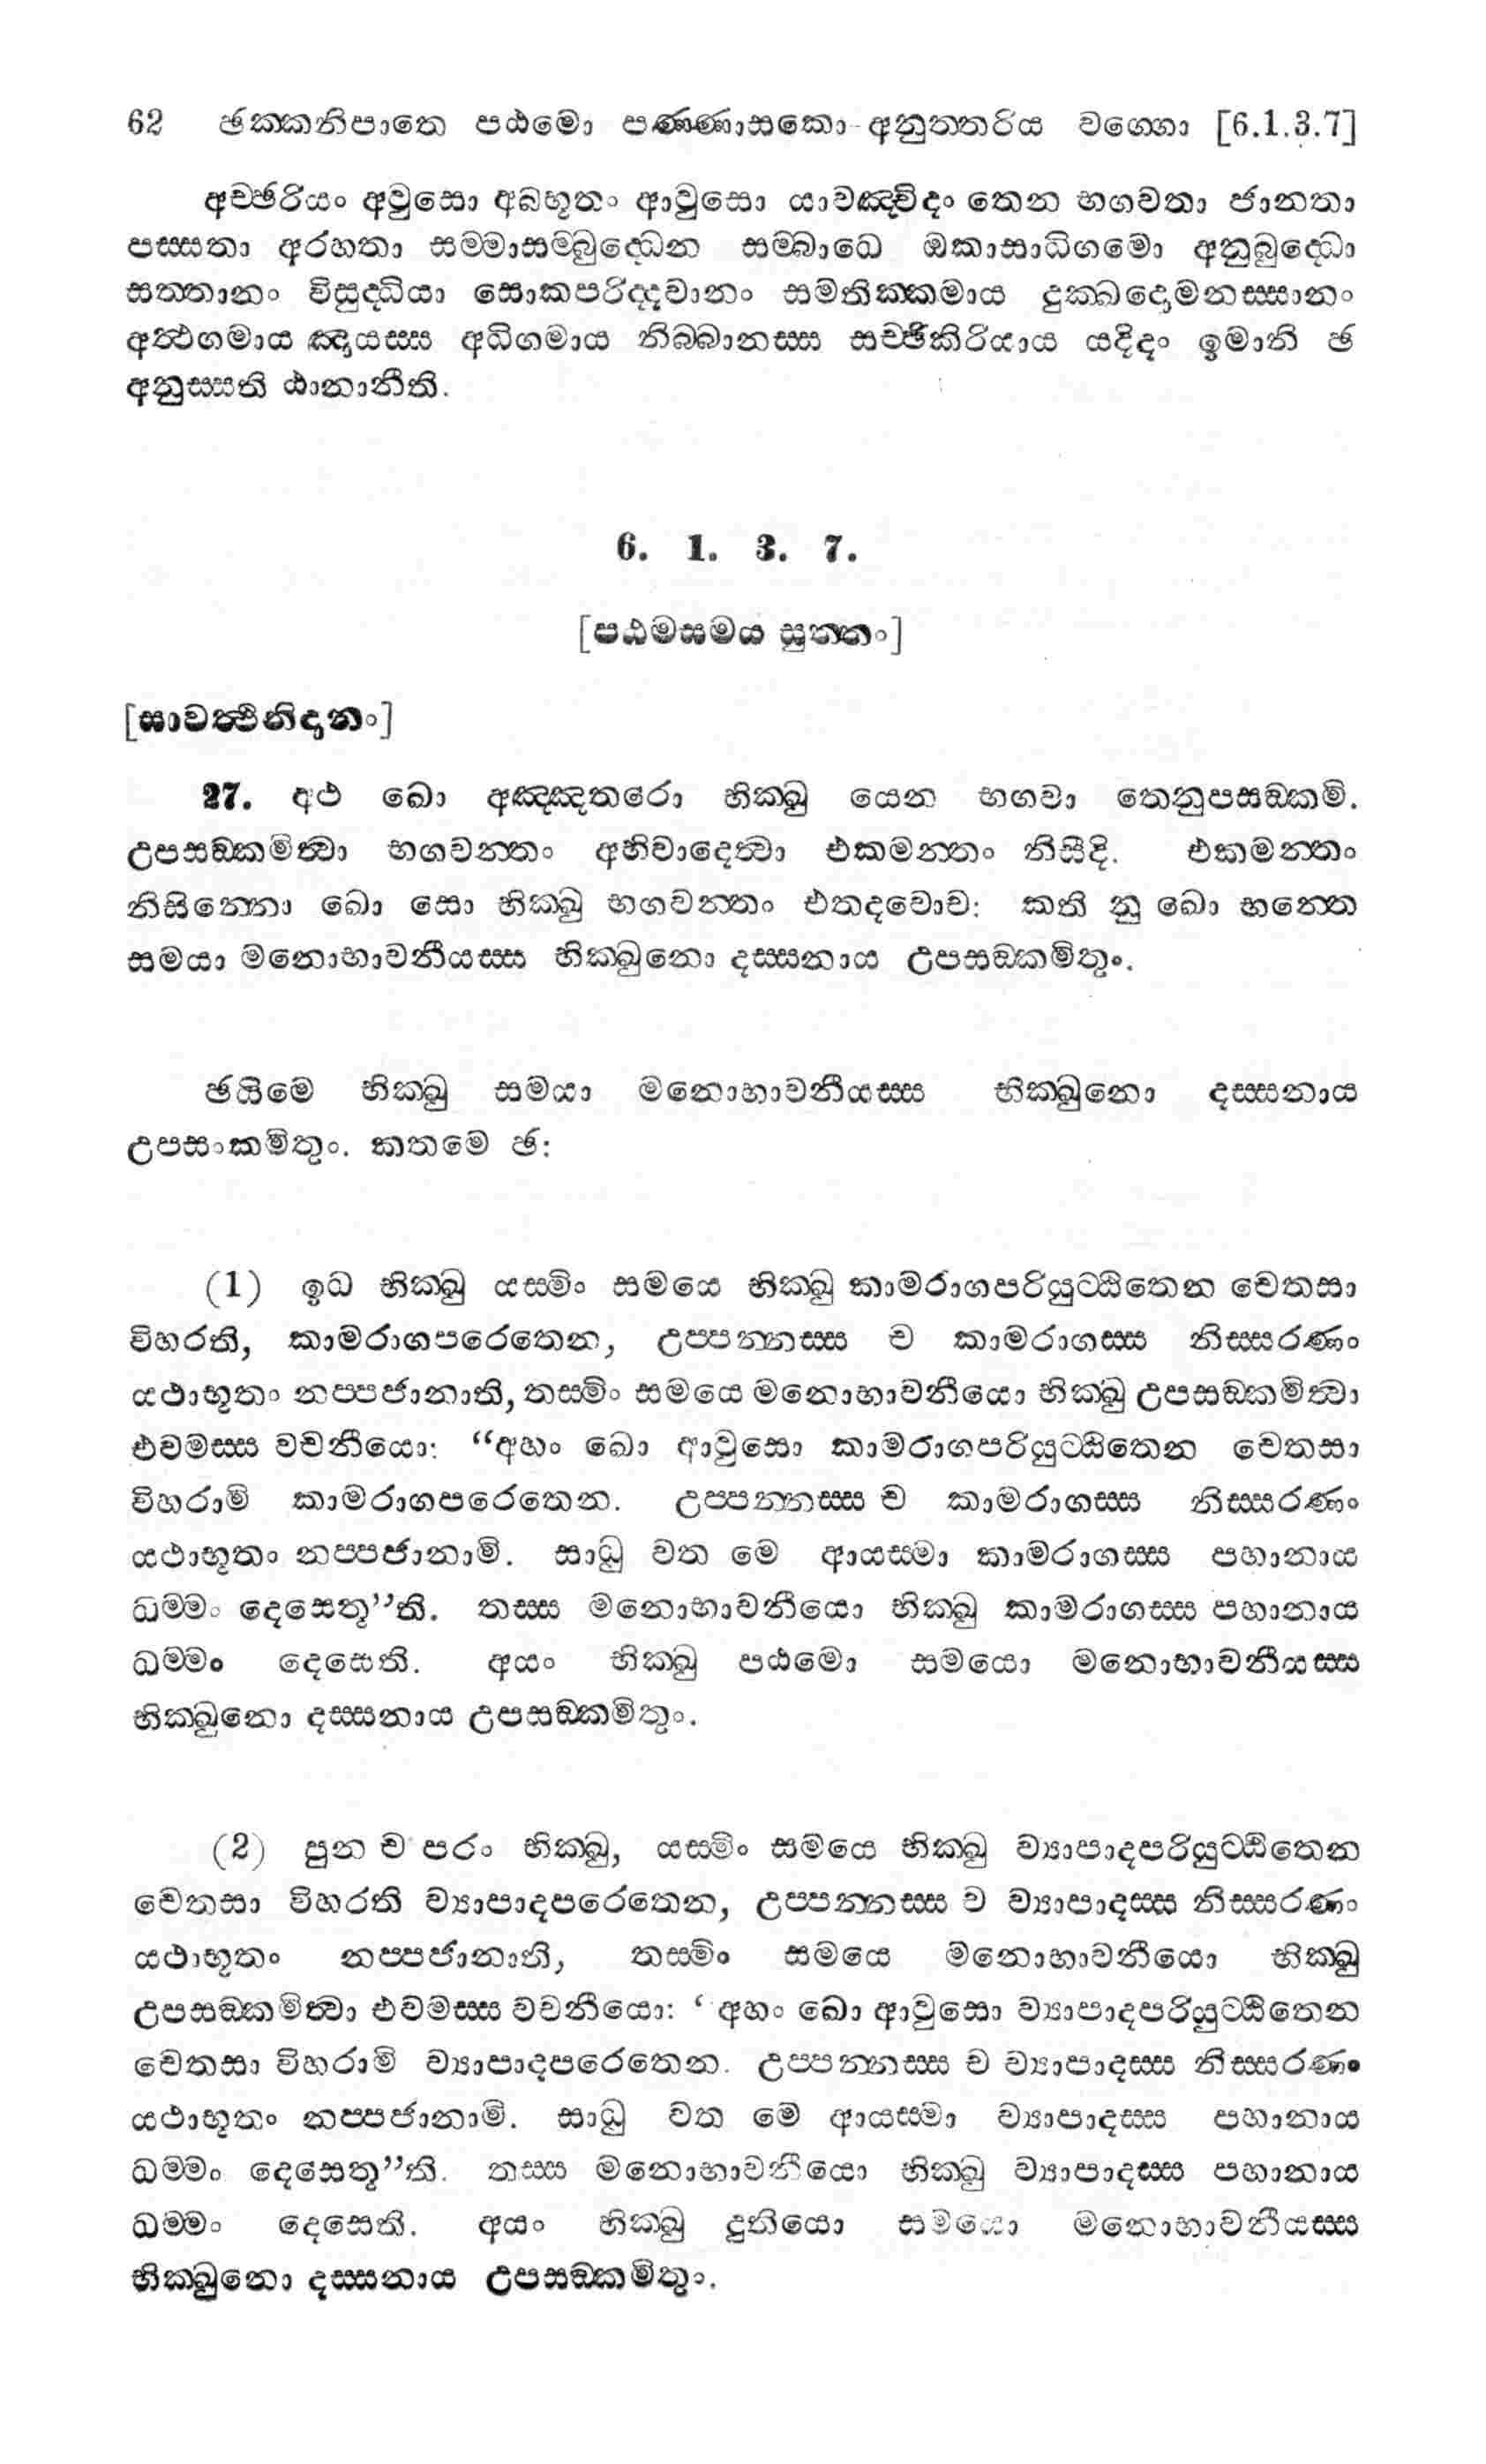 62 ඡක්කනිපාතො පඨමො පණ්ණාසකො - අනුත්තරිය වග්ගො [6.1.3.7]
අච්ඡරියං අවුසො අබභූතං ආවුසො යාවඤ්චිදං තෙන භගවතා ජානතා
පස්සතා අරහතා සම්මාසම්බුද්ධෙන සම්බාධෙ ඔකාසාධිගමො අනුබුද්ධො
සත්තානං විසුද්ධියා සොකපරිද්දවානං සමතික්කමාය දුක්ඛදොමනස්සානං
අත්ථගමාය ඤායස්ස අධිගමාය නිබ්බානස්ස සච්ඡිකිරියාය යදිදං ඉමානි ඡ
අනුස්සති ඨානානීති.
6. 1. 3. 7.
[පඨමසමය සුත්තං]
[සාවත්ථිනිදානං]
27. අථ ඛො අඤ්ඤතරො භික්ඛු යෙන භගවා තෙනුපසඞ්කමි.
උපසඞ්කමිත්වා භගවන්තං අභිවාදෙත්වා එකමන්තං නිසීදි. එකමන්තං
නිසින්නො ඛො සො භික්ඛු භගවන්තං එතදවොච: කති නු ඛො භන්තෙ
සමයා මනොභාවනීයස්ස භික්ඛුනො දස්සනාය උපසඞ්කමිතුං.
ඡයිමෙ භික්ඛු සමයා මනොභාවනීයස්ස භික්ඛුනො දස්සනාය
උපසංකමිතුං. කතමෙ ඡ:
(1) ඉධ භික්ඛු යස්මිං සමයෙ භික්ඛු කාමරාගපරියුට්ඨිතෙන චෙතසා
විහරති, කාමරාගපරෙතෙන, උප්පන්නස්ස ච කාමරාගස්ස නිස්සරණං
යථාභූතං නප්පජානාති, තස්මිං සමයෙ මනොභාවනීයො භික්ඛු උපසඞ්කමිත්වා
එවමස්ස වචනීයො: “අහං ඛො ආවුසො කාමරාගපරියුට්ඨිතෙන චෙතසා
විහරාමි කාමරාගපරෙතෙන. උප්පන්නස්ස ච කාමරාගස්ස නිස්සරණං
යථාභූතං නප්පජානාමි. සාධු වත මෙ ආයස්මා කාමරාගස්ස පහානාය
ධම්මං දෙසෙතූ”ති. තස්ස මනොභාවනීයො භික්ඛු කාමරාගස්ස පහානාය
ධම්මං දෙසෙති. අයං භික්ඛු පඨමො සමයො මනොභාවනීයස්ස
භික්ඛුනො දස්සනාය උපසඞ්කමිතුං.
(2) පුන ච පරං භික්ඛු, යස්මිං සමයෙ භික්ඛු ව්‍යාපාදපරියුට්ඨිතෙන
චෙතසා විහරති ව්‍යාපාදපරෙතෙන, උප්පන්නස්ස ච ව්‍යාපාදස්ස නිස්සරණං
යථාභූතං නප්පජානාති, තස්මිං සමයෙ මනොභාවනීයො භික්ඛු
උපසඞ්කමිත්වා එවමස්ස වචනීයො: ‘අහං ඛො ආවුසො ව්‍යාපාදපරියුට්ඨිතෙන
චෙතසා විහරාමි ව්‍යාපාදපරෙතෙන. උප්පන්නස්ස ච ව්‍යාපාදස්ස නිස්සරණං
යථාභූතං නප්පජානාමි. සාධු වත මෙ ආයස්මා ව්‍යාපාදස්ස පහානාය
ධම්මං දෙසෙතූ”ති. තස්ස මනොභාවනීයො භික්ඛු ව්‍යාපාදස්ස පහානාය
ධම්මං දෙසෙති. අයං භික්ඛු දුතියො සමයො මනොභාවනීයස්ස
භික්ඛුනො දස්සනාය උපසඞ්කමිතුං.